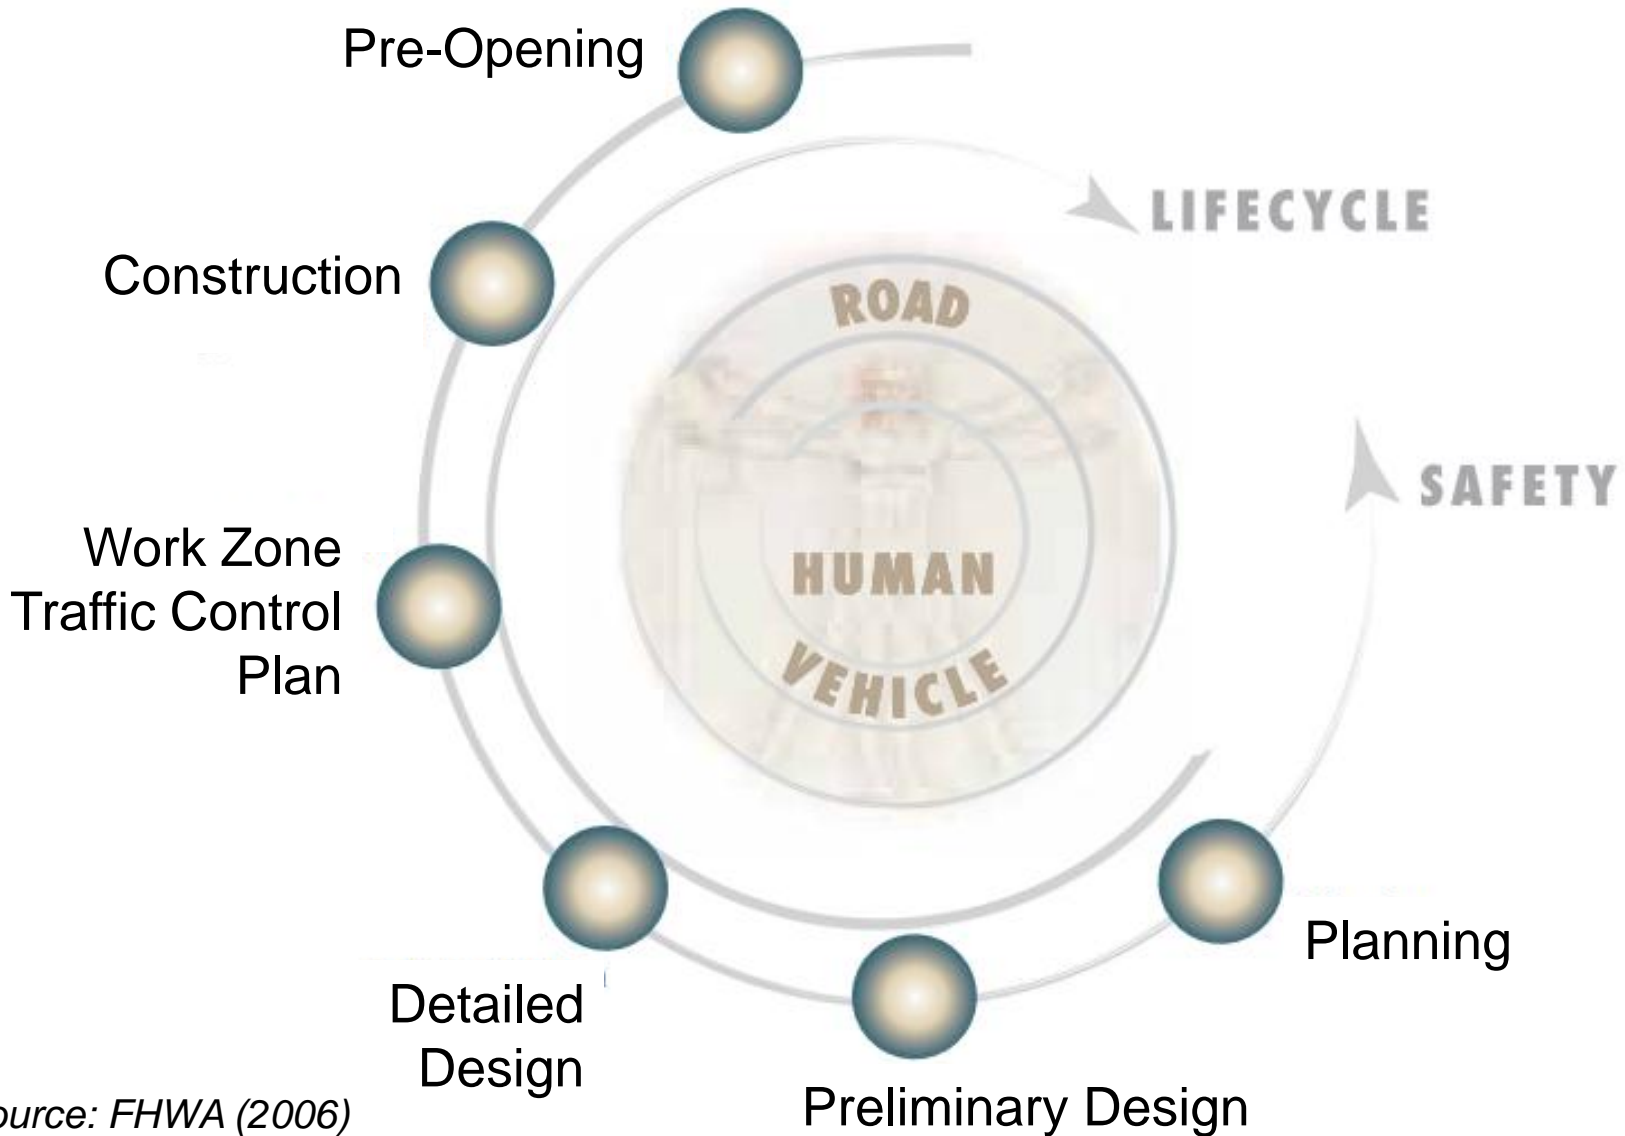 Pre-Opening
LIFECYCLE
Construction
ROAD
SAFETY
Work Zone
Traffic Control
Plan
HUMAN
VEHICLE
Planning
Detailed
Design
Preliminary Design
ource: FHWA (2006)